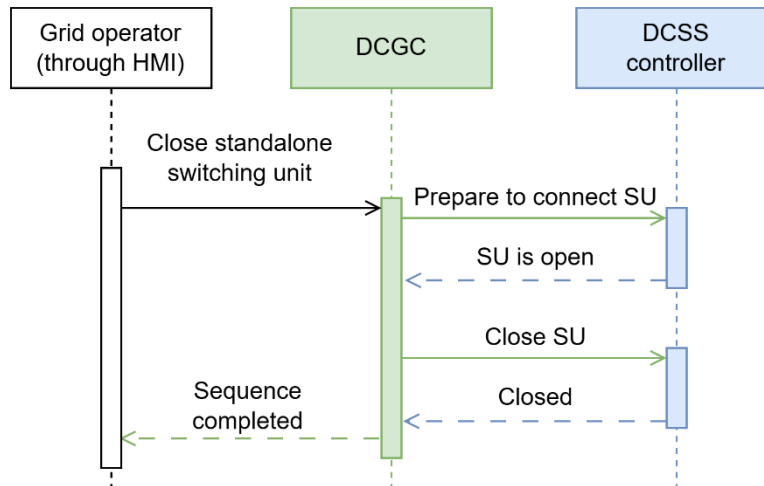 Grid operator
(through HMI)
DCGC
DCSS
controller
Close standalone
switching unit
Prepare to connect SU
SU is open
Close SU
Sequence
completed
Closed